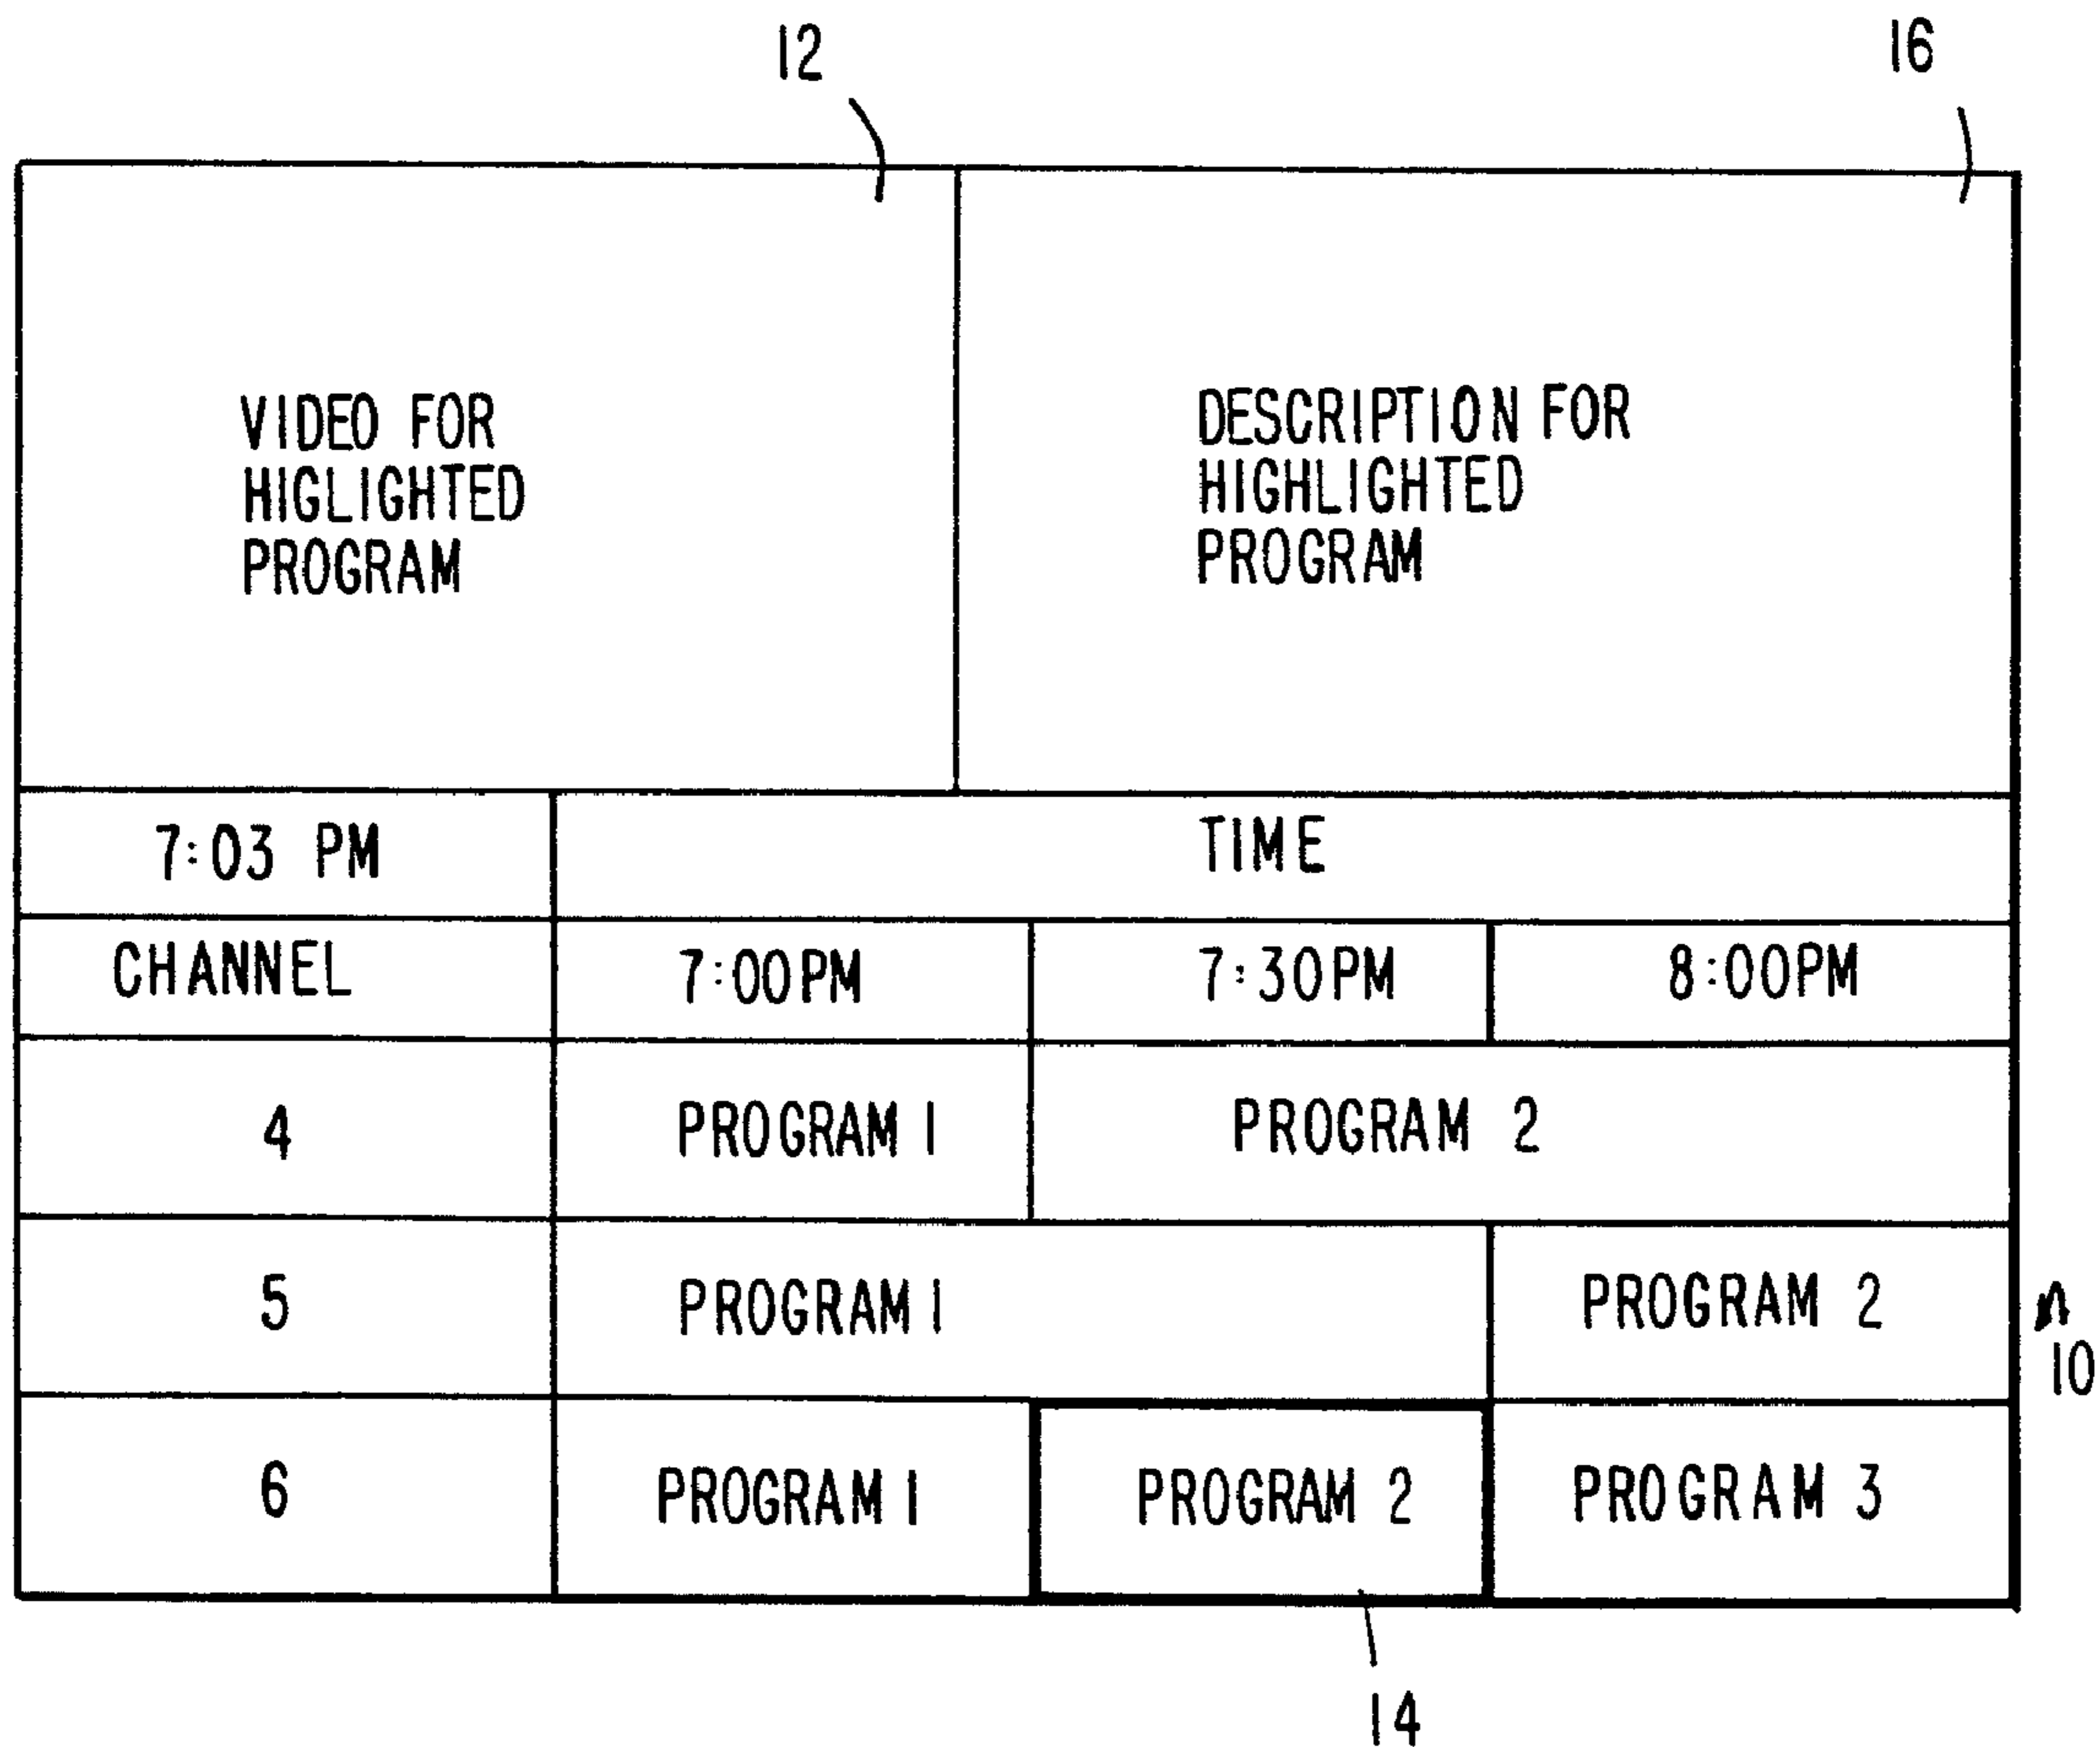 12
16
VIDEO FOR
HIGLIGHTED
PROGRAM
DESCRIPTION FOR
HIGHLIGHTED
PROGRAM
7:03 PM
TIME
CHANNEL
7:00PM
7:30PM
8:00PM
4
PROGRAM 1
PROGRAM 2
5
PROGRAM 1
PROGRAM 2
10
6
PROGRAM 1
PROGRAM 2
PROGRAM 3
14